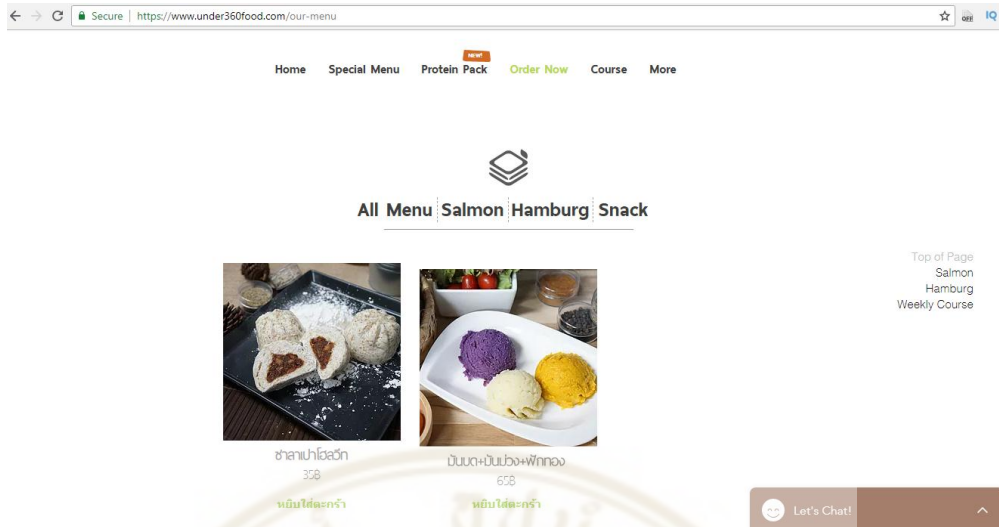 Secure | https://www.under360food.com/our-menu
OFF IQ
NEW!
Home Special Menu Protein Pack Order Now Course More
All Menu Salmon Hamburg Snack
Top of Page
Salmon
Hamburg
Weekly Course
ซาลาเปาโฮลวีท
35฿
หยิบใส่ตะกร้า
มันบด+มันม่วง+ฟักทอง
65฿
หยิบใส่ตะกร้า
Let's Chat!